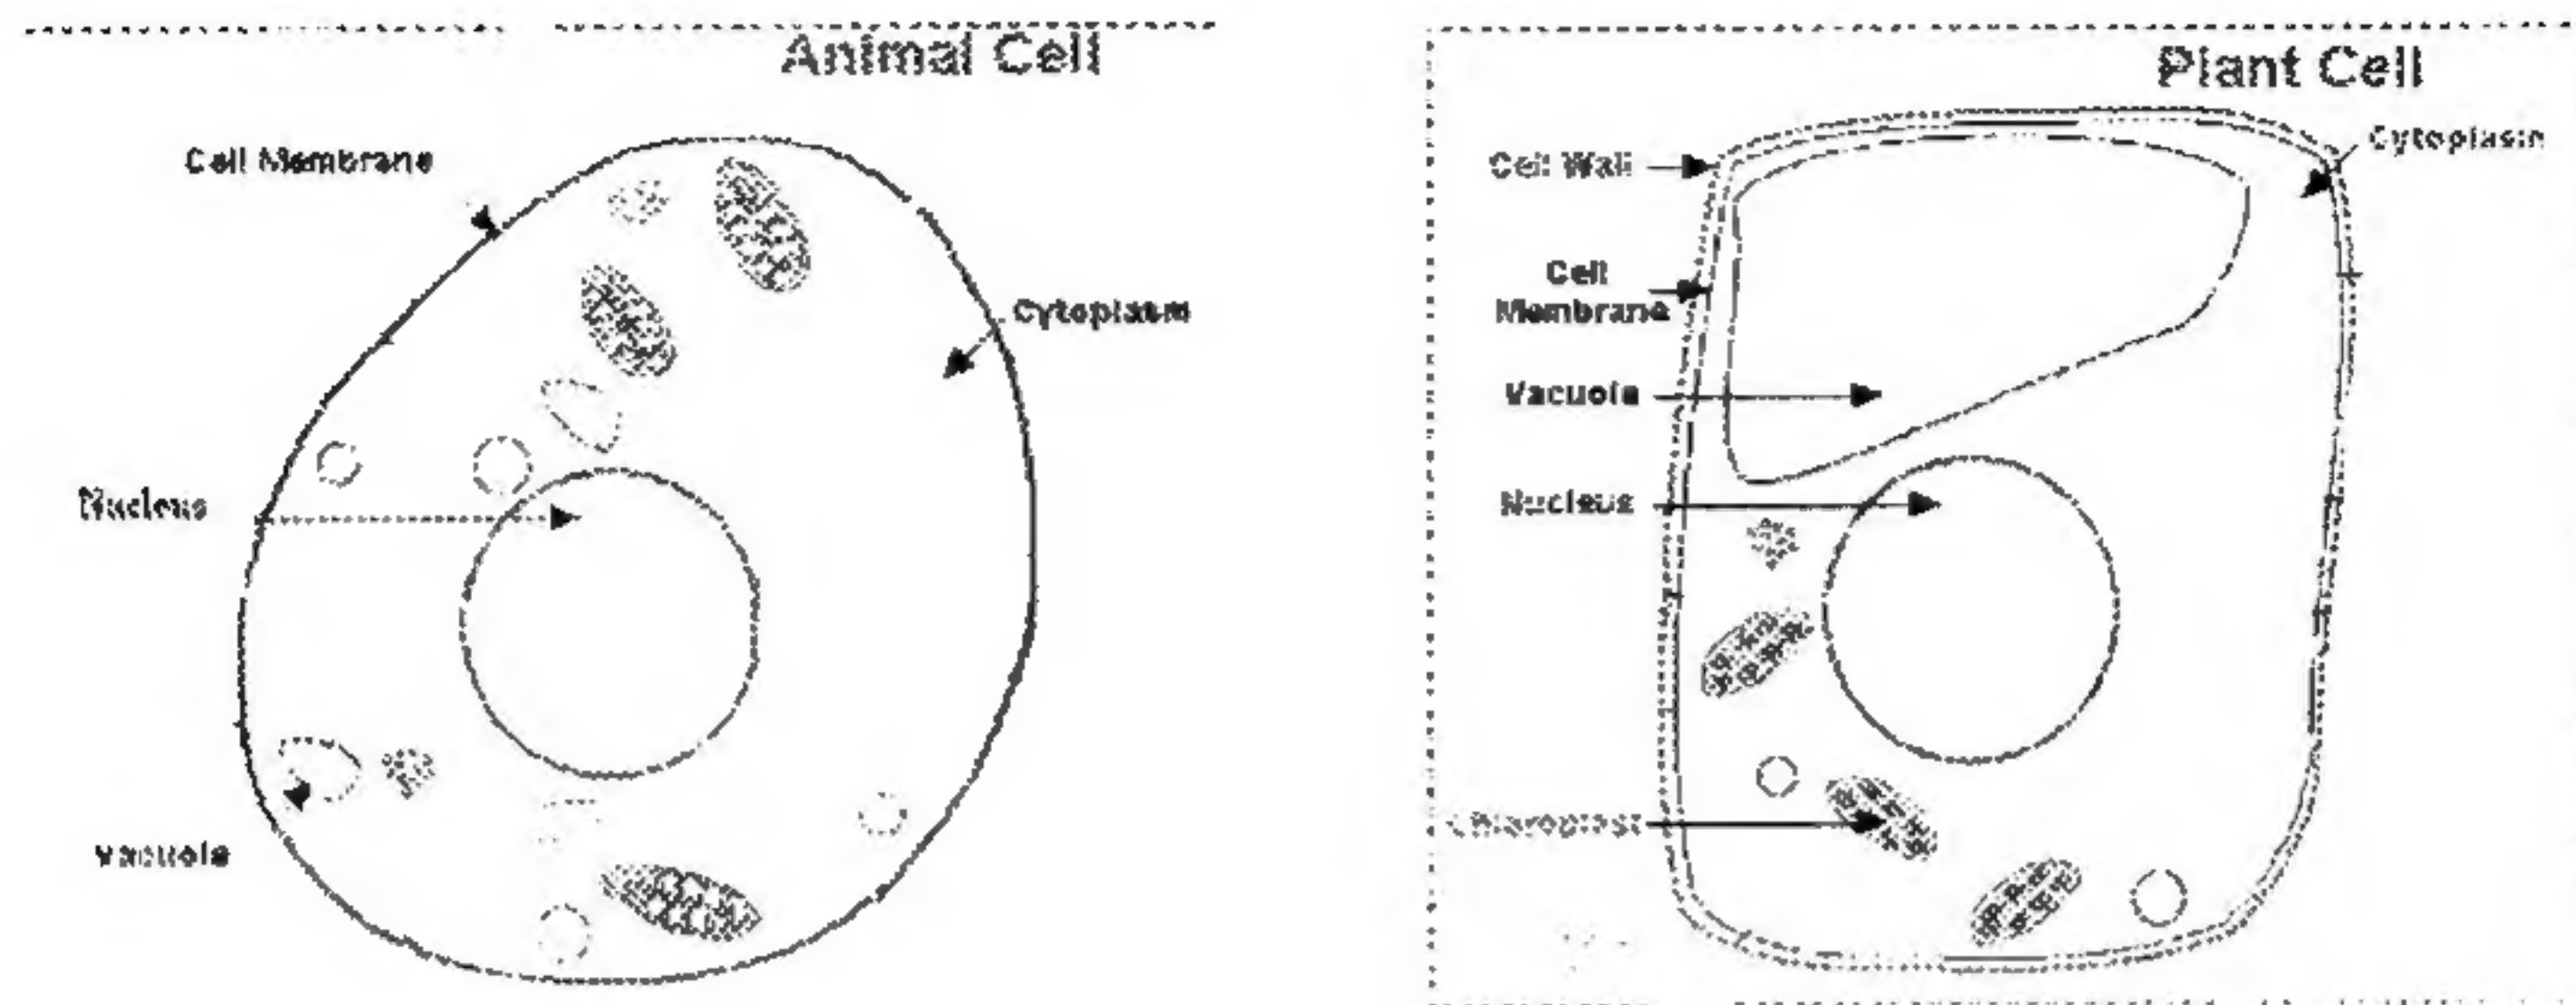 Animal Cell
Cell Membrane
Cytoplasm
Nucleus
Vacuole
Plant Cell
Cytoplasm
Cell Wall
Cell
Membrane
Vacuole
Nucleus
Chloroplast